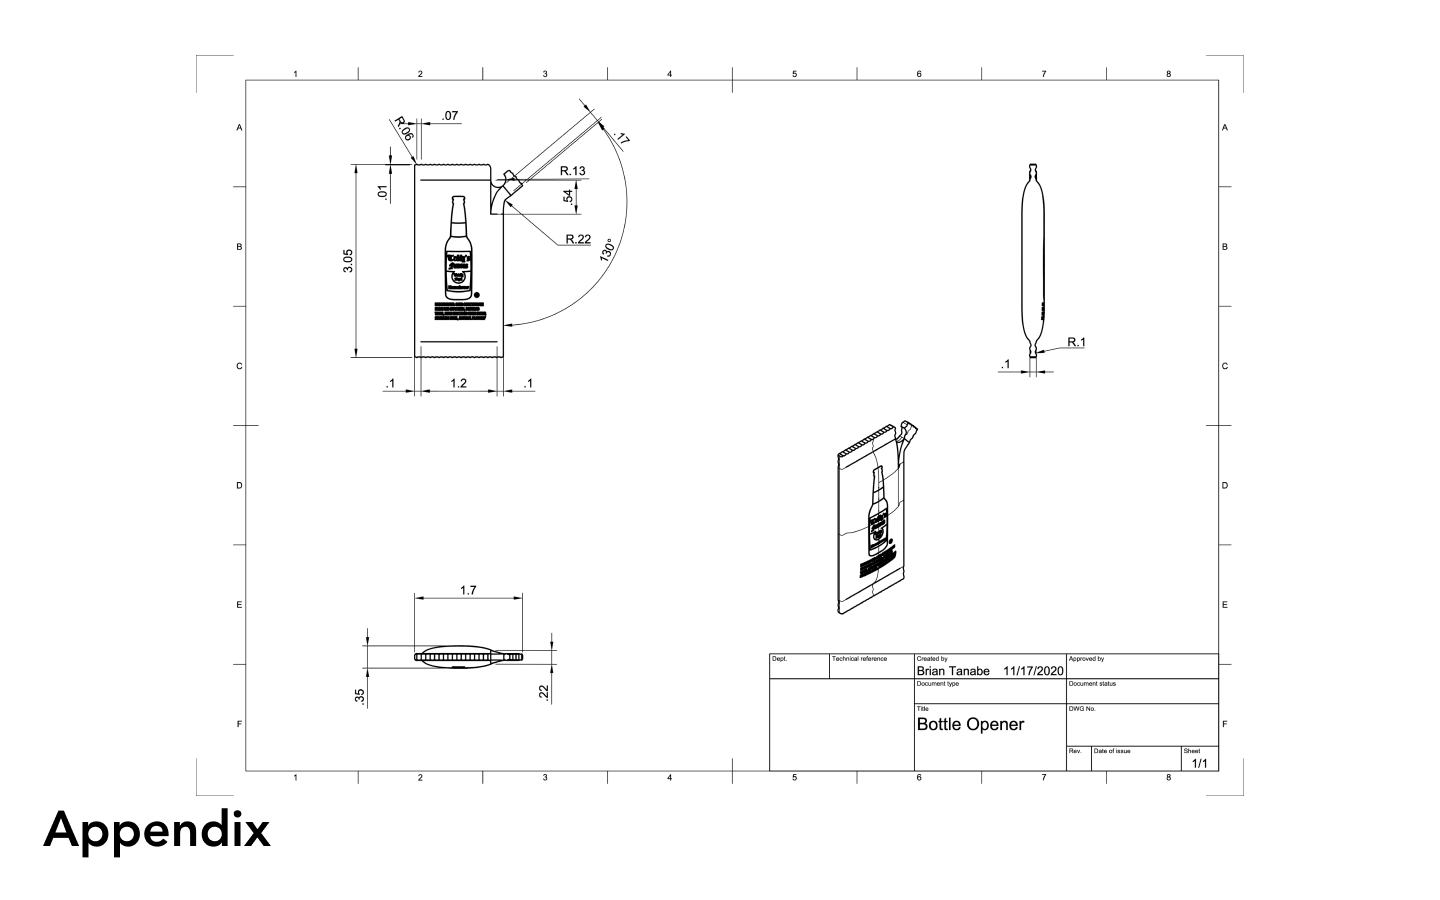 1 2 3 4 5 6 7 8
A A
.07
R.06
.17
R.13
.01
.54
R.22
B B
130°
3.05
Tolly's
R.1
.1
C C
.1 1.2 .1
D D
1.7
E E
.35
.22
Dept. Technical reference Created by Approved by
Brian Tanabe 11/17/2020
Document type Document status
Title DWG No.
Bottle Opener
F F
Rev. Date of issue Sheet
1/1
1 2 3 4 5 6 7 8
Appendix